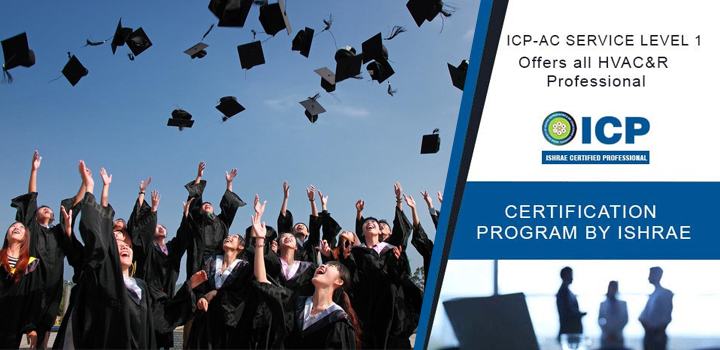 ICP-AC SERVICE LEVEL 1
Offers all HVAC&R
Professional
ICP
ISHRAE CERTIFIED PROFESSIONAL
CERTIFICATION
PROGRAM BY ISHRAE